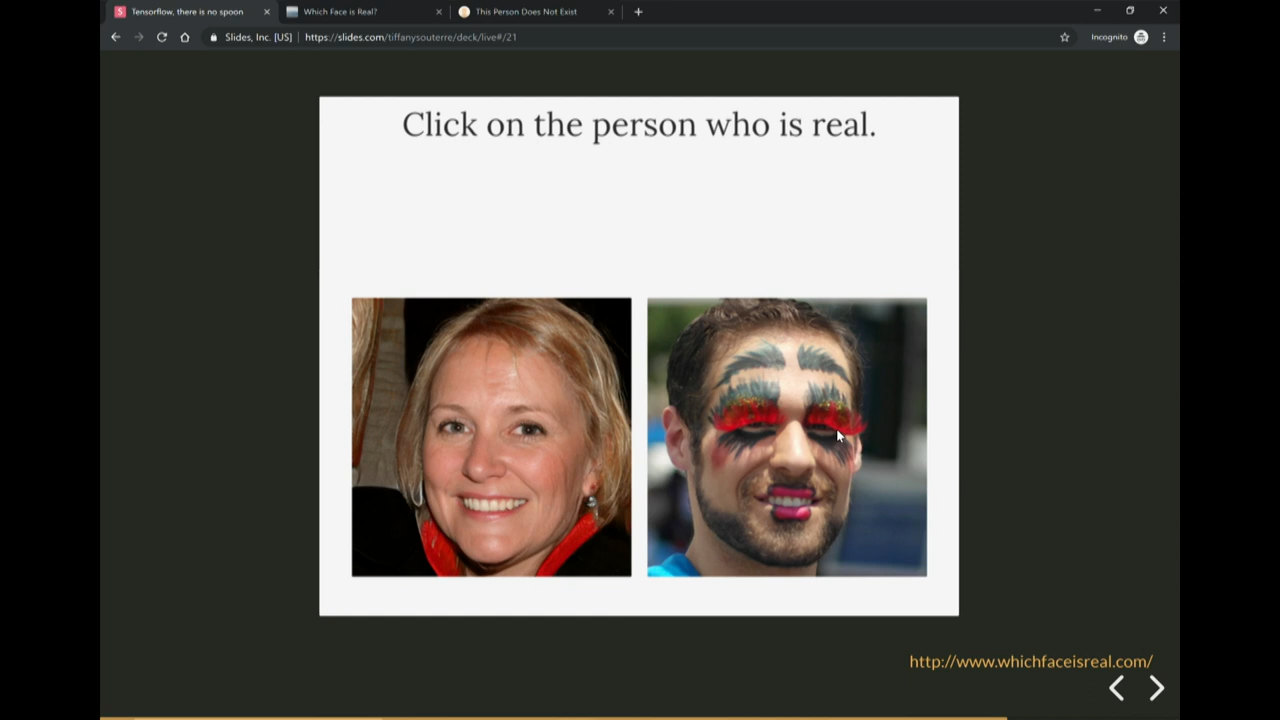 Tensorflow, there is no spoon
Which Face is Real?
This Person Does Not Exist
Slides, Inc. [US]
https://slides.com/tiffanysouterre/deck/live#/21
Incognito
Click on the person who is real.
http://www.whichfaceisreal.com/